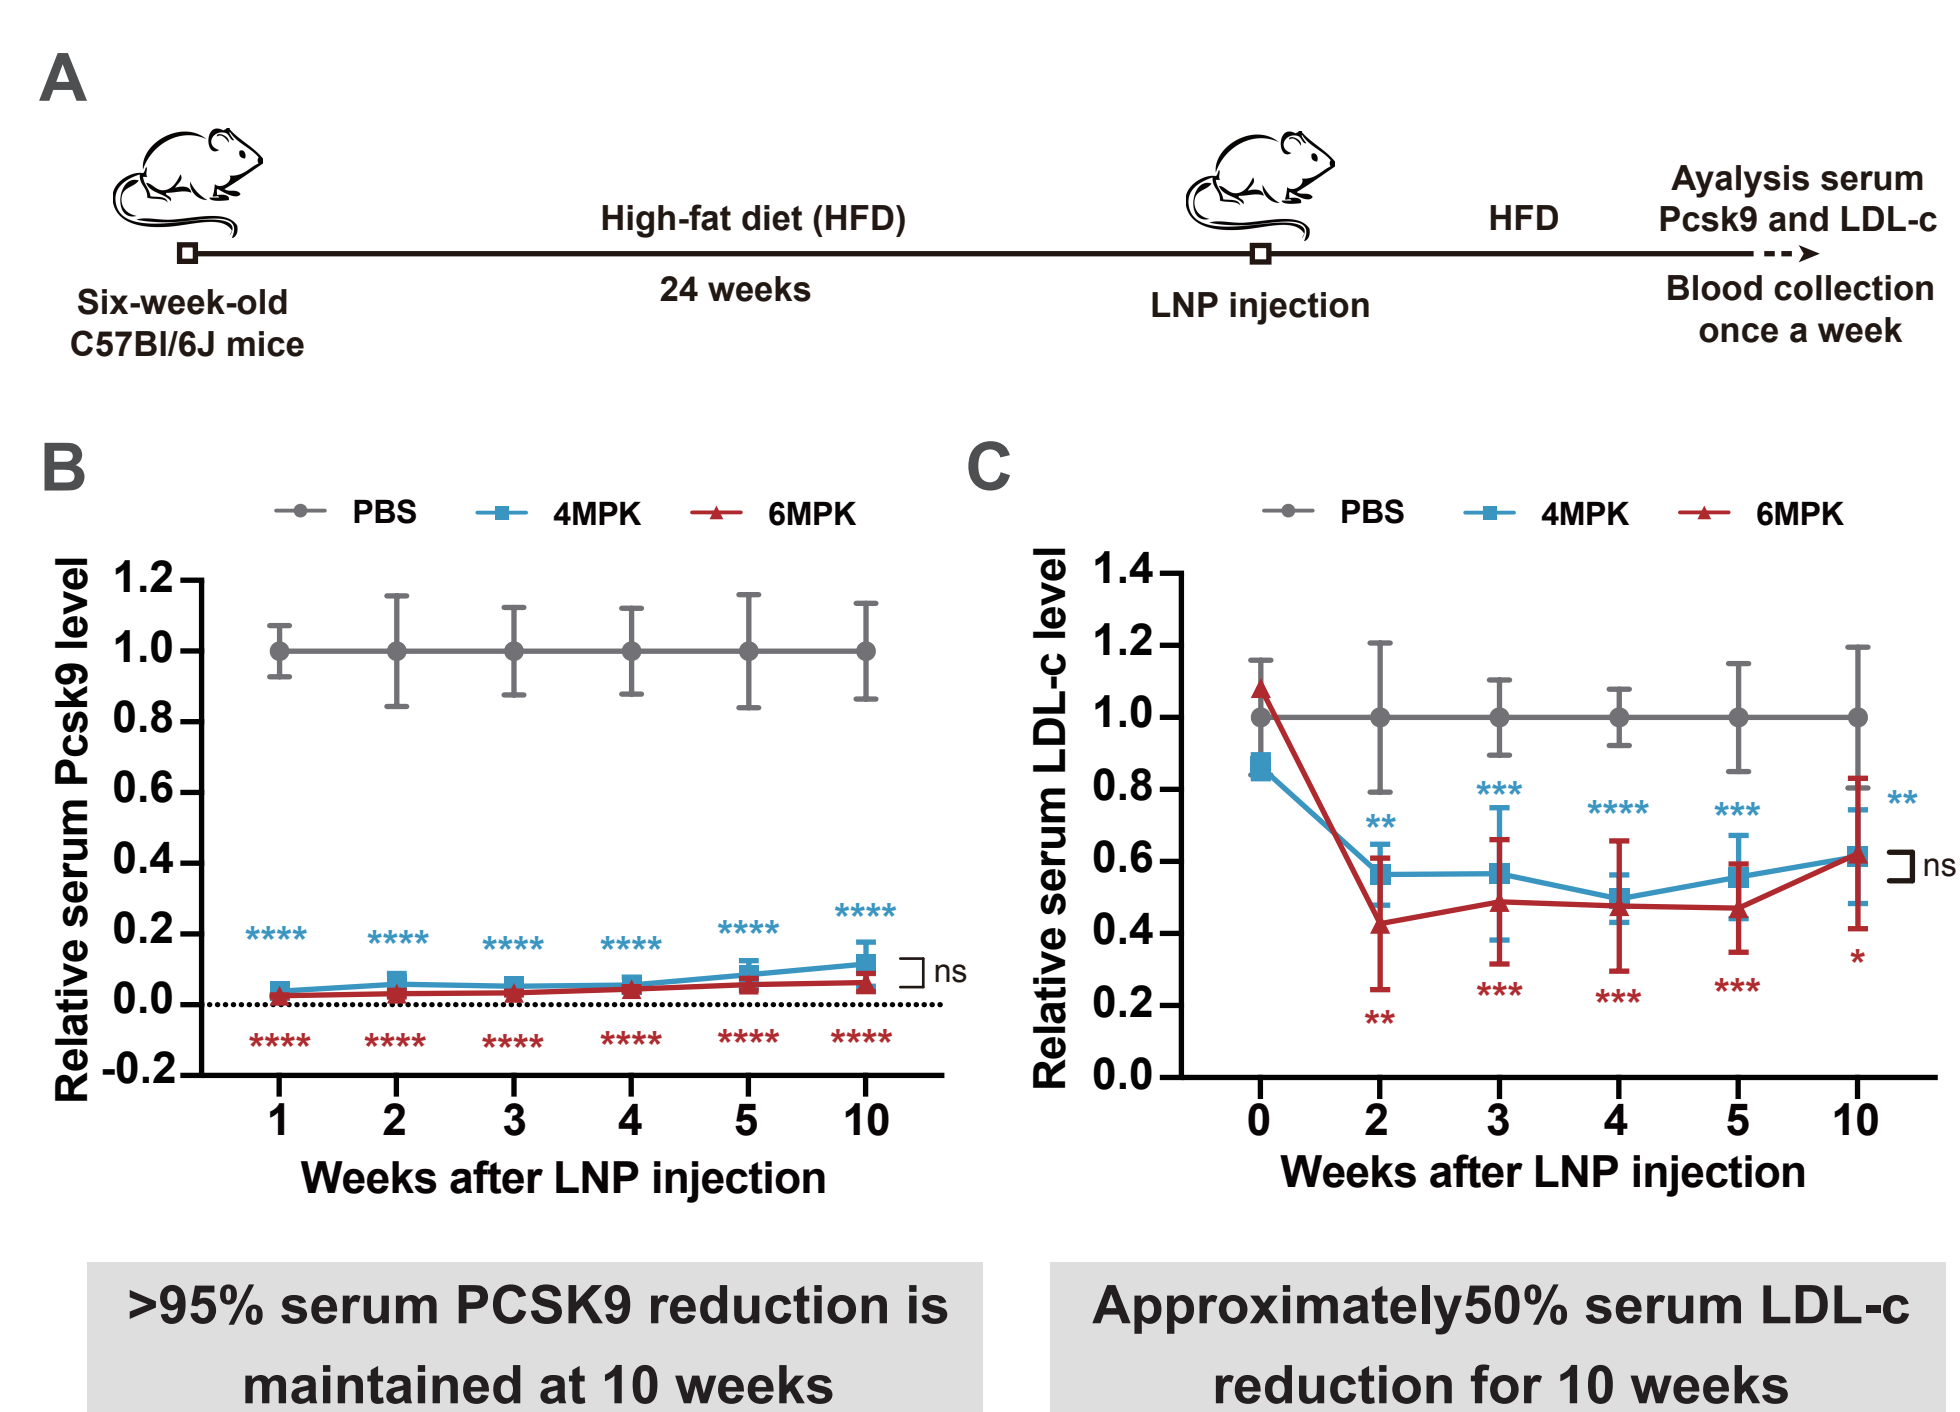 A
High-fat diet (HFD)
24 weeks
Six-week-old
C57Bl/6J mice
LNP injection
HFD
Ayalysis serum
Pcsk9 and LDL-c
Blood collection
once a week
B
PBS 4MPK 6MPK
Relative serum Pcsk9 level
1.2
1.0
0.8
0.6
0.4
0.2
0.0
-0.2
**** **** **** **** **** ****
ns
**** **** **** **** **** ****
1 2 3 4 5 10
Weeks after LNP injection
C
PBS 4MPK 6MPK
Relative serum LDL-c level
1.4
1.2
1.0
0.8
0.6
0.4
0.2
0.0
** *** **** *** **
ns
** *** *** *** *
0 2 3 4 5 10
Weeks after LNP injection
>95% serum PCSK9 reduction is
maintained at 10 weeks
Approximately50% serum LDL-c
reduction for 10 weeks